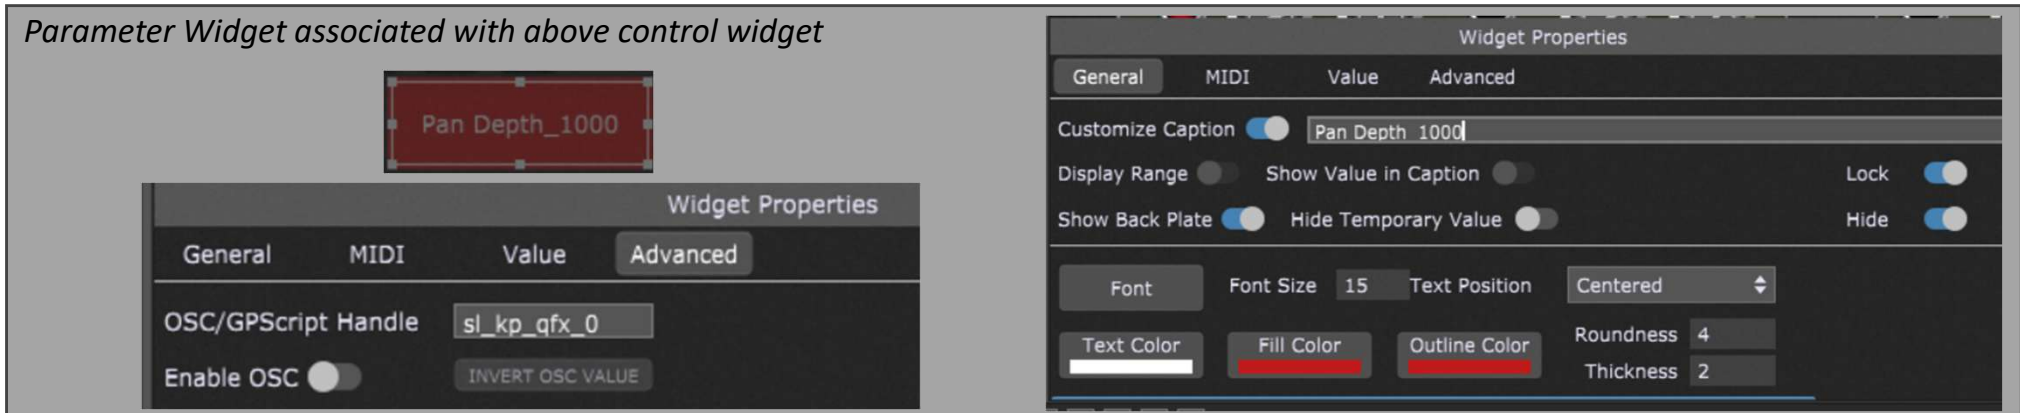 Parameter Widget associated with above control widget
Pan Depth_1000
Widget Properties
General MIDI Value Advanced
OSC/GPScript Handle sl_kp_qfx_0
Enable OSC INVERT OSC VALUE
Widget Properties
General MIDI Value Advanced
Customize Caption Pan Depth_1000
Display Range Show Value in Caption Lock
Show Back Plate Hide Temporary Value Hide
Font Font Size 15 Text Position Centered
Text Color Fill Color Outline Color Roundness 4
Thickness 2